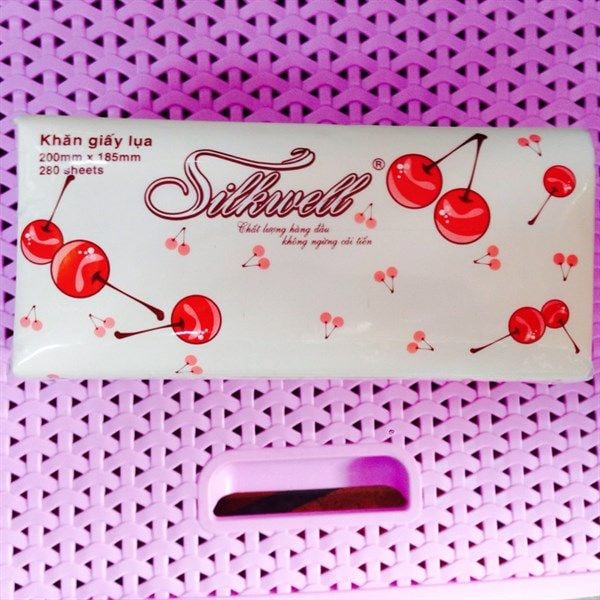 Khăn giấy lụa
200mm x 185mm
280 sheets
Silkwell®
Chất lượng hàng đầu
không ngừng cải tiến